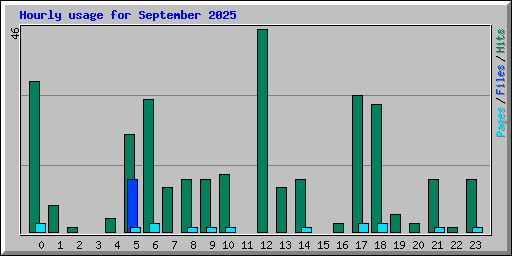 Hourly usage for September 2025
46
Pages/Files/Hits
0 1 2 3 4 5 6 7 8 9 10 11 12 13 14 15 16 17 18 19 20 21 22 23